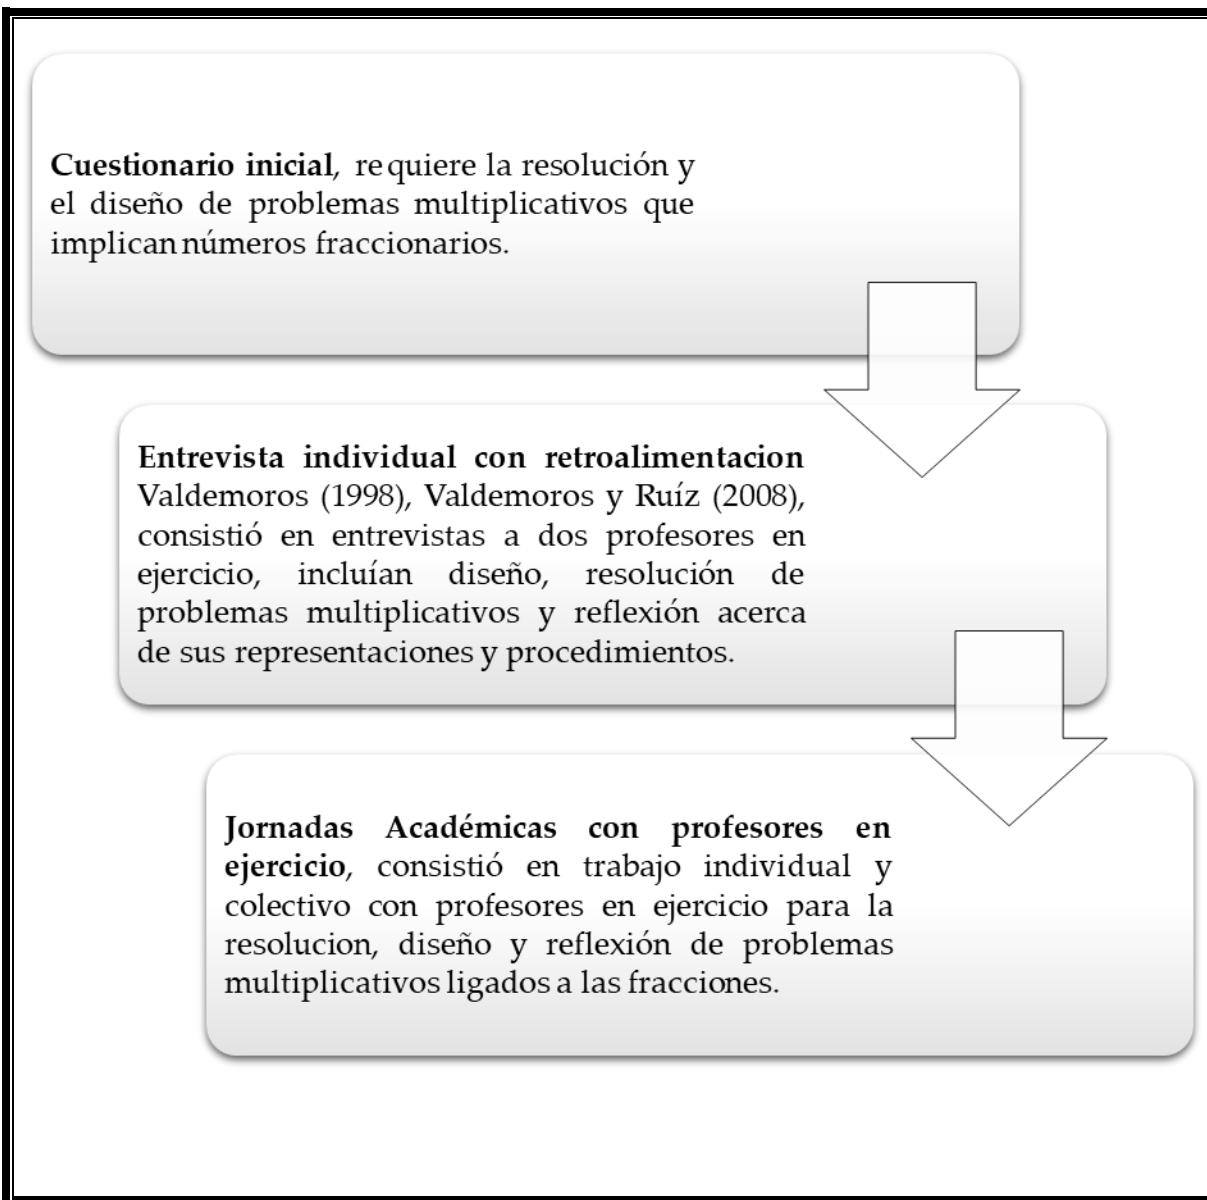 Cuestionario inicial, requiere la resolución y
el diseño de problemas multiplicativos que
implican números fraccionarios.
Entrevista individual con retroalimentacion
Valdemoros (1998), Valdemoros y Ruíz (2008),
consistió en entrevistas a dos profesores en
ejercicio, incluían diseño, resolución de
problemas multiplicativos y reflexión acerca
de sus representaciones y procedimientos.
Jornadas Académicas con profesores en
ejercicio, consistió en trabajo individual y
colectivo con profesores en ejercicio para la
resolucion, diseño y reflexión de problemas
multiplicativos ligados a las fracciones.